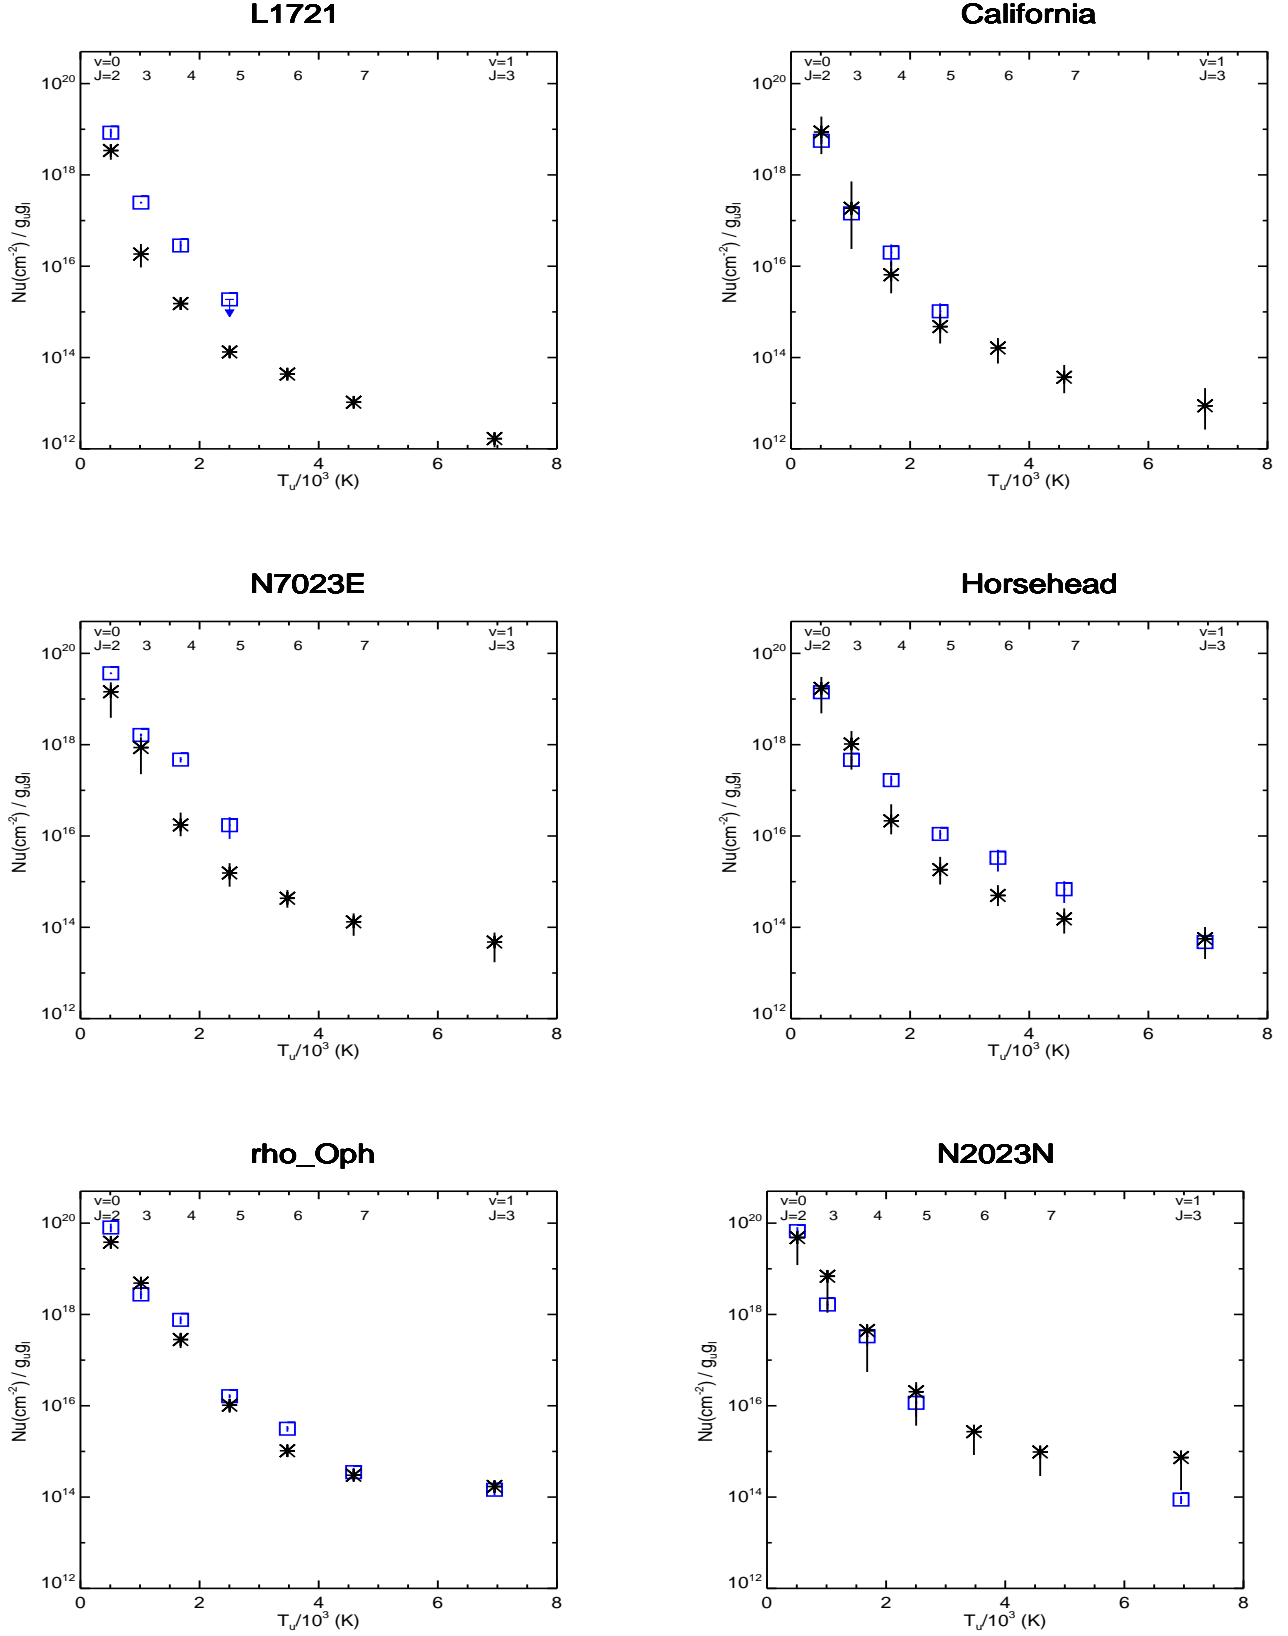 L1721
v=0 v=1
J=2 3 4 5 6 7 J=3
10^20
10^18
10^16
10^14
10^12
Nu(cm^-2) / g_u g_l
0 2 4 6 8
T_u/10^3 (K)
California
v=0 v=1
J=2 3 4 5 6 7 J=3
10^20
10^18
10^16
10^14
10^12
Nu(cm^-2) / g_u g_l
0 2 4 6 8
T_u/10^3 (K)
N7023E
v=0 v=1
J=2 3 4 5 6 7 J=3
10^20
10^18
10^16
10^14
10^12
Nu(cm^-2) / g_u g_l
0 2 4 6 8
T_u/10^3 (K)
Horsehead
v=0 v=1
J=2 3 4 5 6 7 J=3
10^20
10^18
10^16
10^14
10^12
Nu(cm^-2) / g_u g_l
0 2 4 6 8
T_u/10^3 (K)
rho_Oph
v=0 v=1
J=2 3 4 5 6 7 J=3
10^20
10^18
10^16
10^14
10^12
Nu(cm^-2) / g_u g_l
0 2 4 6 8
T_u/10^3 (K)
N2023N
v=0 v=1
J=2 3 4 5 6 7 J=3
10^20
10^18
10^16
10^14
10^12
Nu(cm^-2) / g_u g_l
0 2 4 6 8
T_u/10^3 (K)